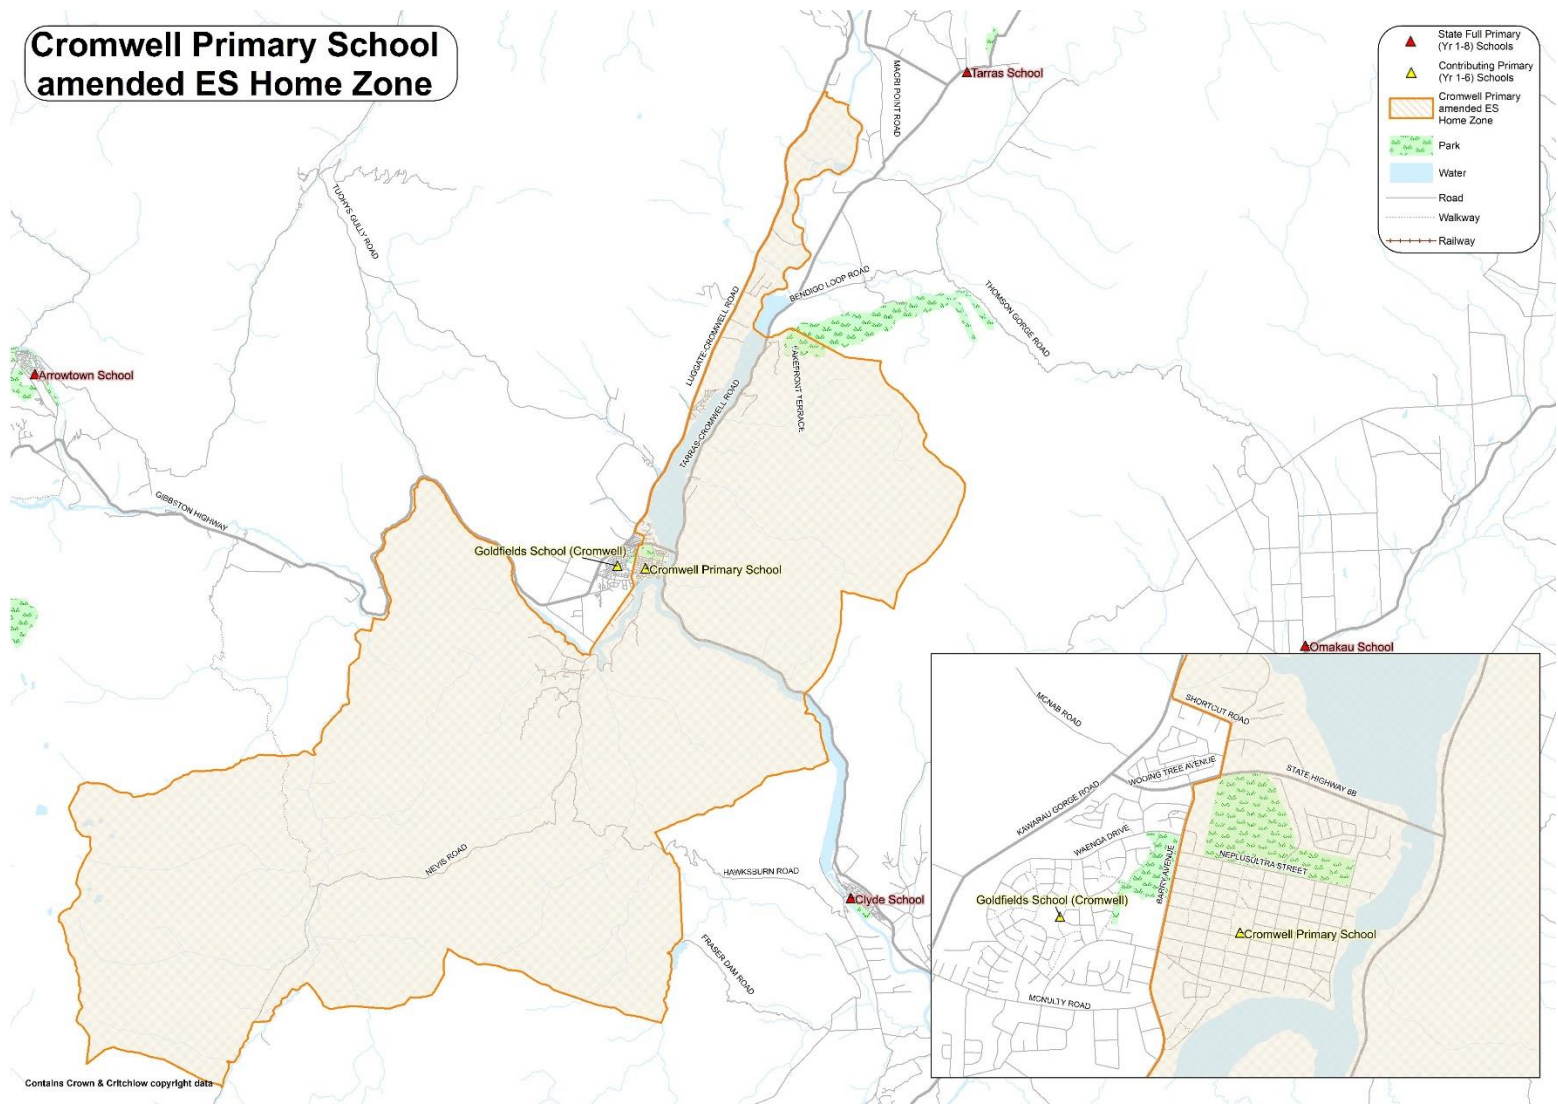 Cromwell Primary School
amended ES Home Zone
State Full Primary
(Yr 1-8) Schools
Contributing Primary
(Yr 1-6) Schools
Cromwell Primary
amended ES
Home Zone
Park
Water
Road
Walkway
Railway
Tarras School
MAORI POINT ROAD
TUOHYS GULLY ROAD
BENDIGO LOOP ROAD
THOMSON GORGE ROAD
LUGGATE-CROMWELL ROAD
LAKEFRONT TERRACE
TARRAS-CROMWELL ROAD
Arrowtown School
GIBBSTON HIGHWAY
Goldfields School (Cromwell)
Cromwell Primary School
Omakau School
NEVIS ROAD
HAWKSBURN ROAD
Clyde School
FRASER DAM ROAD
MCNAB ROAD
SHORTCUT ROAD
WOOING TREE AVENUE
STATE HIGHWAY 8B
KAWARAU GORGE ROAD
WAENGA DRIVE
BARRY AVENUE
NEPLUSULTRA STREET
Goldfields School (Cromwell)
Cromwell Primary School
MCNULTY ROAD
Contains Crown & Critchlow copyright data